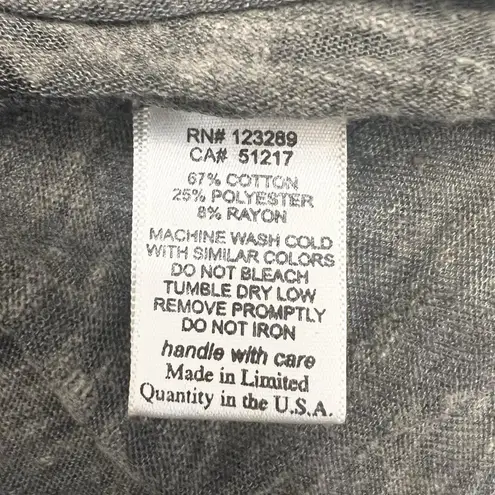 RN# 123289
CA# 51217
67% COTTON
25% POLYESTER
8% RAYON
MACHINE WASH COLD
WITH SIMILAR COLORS
DO NOT BLEACH
TUMBLE DRY LOW
REMOVE PROMPTLY
DO NOT IRON
handle with care
Made in Limited
Quantity in the U.S.A.